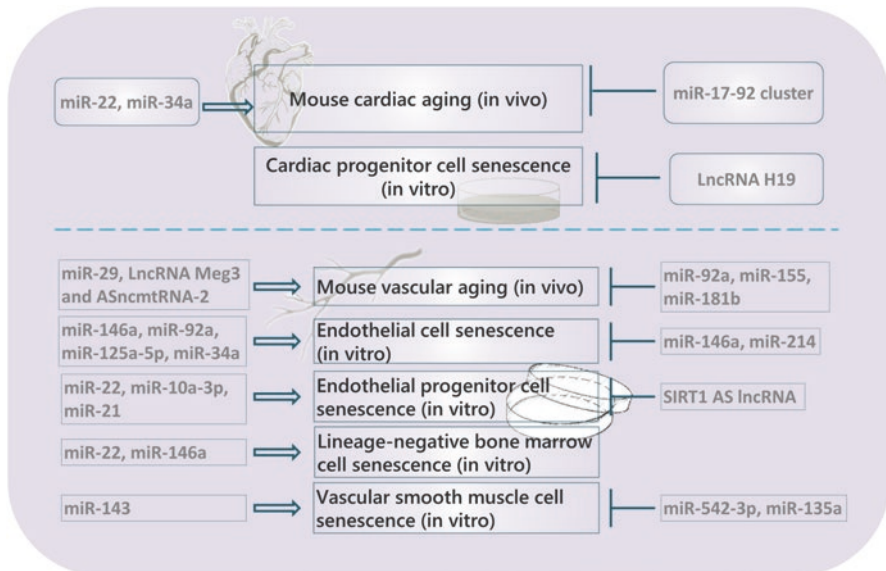 miR-22, miR-34a
Mouse cardiac aging (in vivo)
miR-17-92 cluster
Cardiac progenitor cell senescence
(in vitro)
LncRNA H19
miR-29, LncRNA Meg3
and ASncmtRNA-2
Mouse vascular aging (in vivo)
miR-92a, miR-155,
miR-181b
miR-146a, miR-92a,
miR-125a-5p, miR-34a
Endothelial cell senescence
(in vitro)
miR-146a, miR-214
miR-22, miR-10a-3p,
miR-21
Endothelial progenitor cell
senescence (in vitro)
SIRT1 AS lncRNA
miR-22, miR-146a
Lineage-negative bone marrow
cell senescence (in vitro)
miR-143
Vascular smooth muscle cell
senescence (in vitro)
miR-542-3p, miR-135a